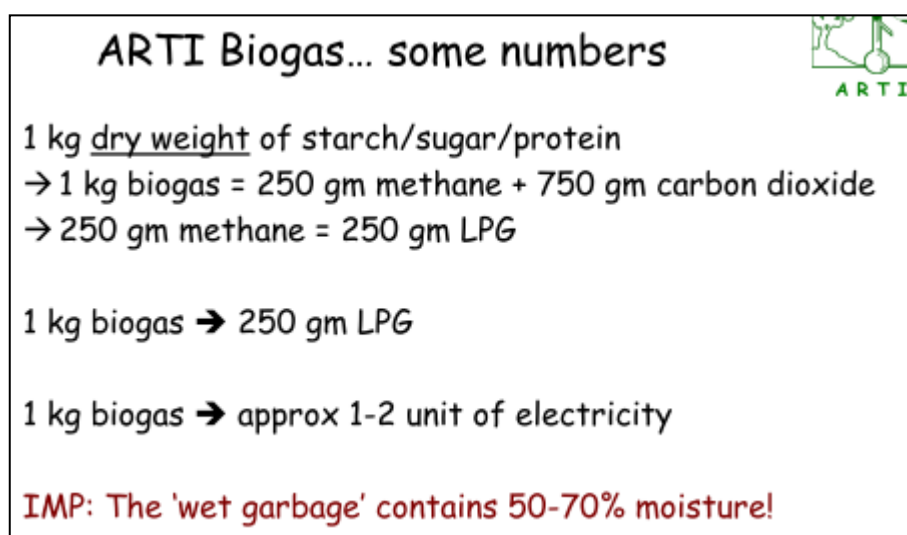 ARTI Biogas... some numbers
ARTI
1 kg dry weight of starch/sugar/protein
→ 1 kg biogas = 250 gm methane + 750 gm carbon dioxide
→ 250 gm methane = 250 gm LPG
1 kg biogas ➔ 250 gm LPG
1 kg biogas ➔ approx 1-2 unit of electricity
IMP: The ‘wet garbage’ contains 50-70% moisture!